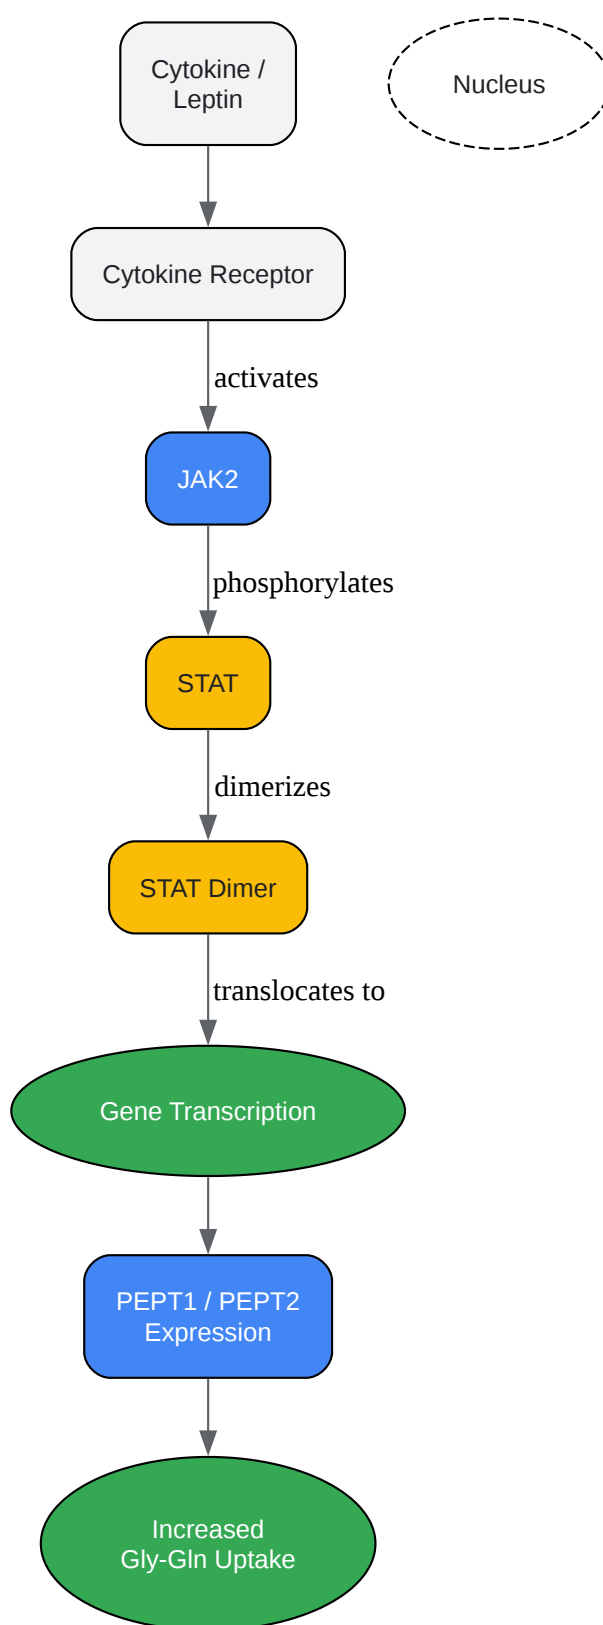 Cytokine /
Leptin
Nucleus
Cytokine Receptor
activates
JAK2
phosphorylates
STAT
dimerizes
STAT Dimer
translocates to
Gene Transcription
PEPT1 / PEPT2
Expression
Increased
Gly-Gln Uptake